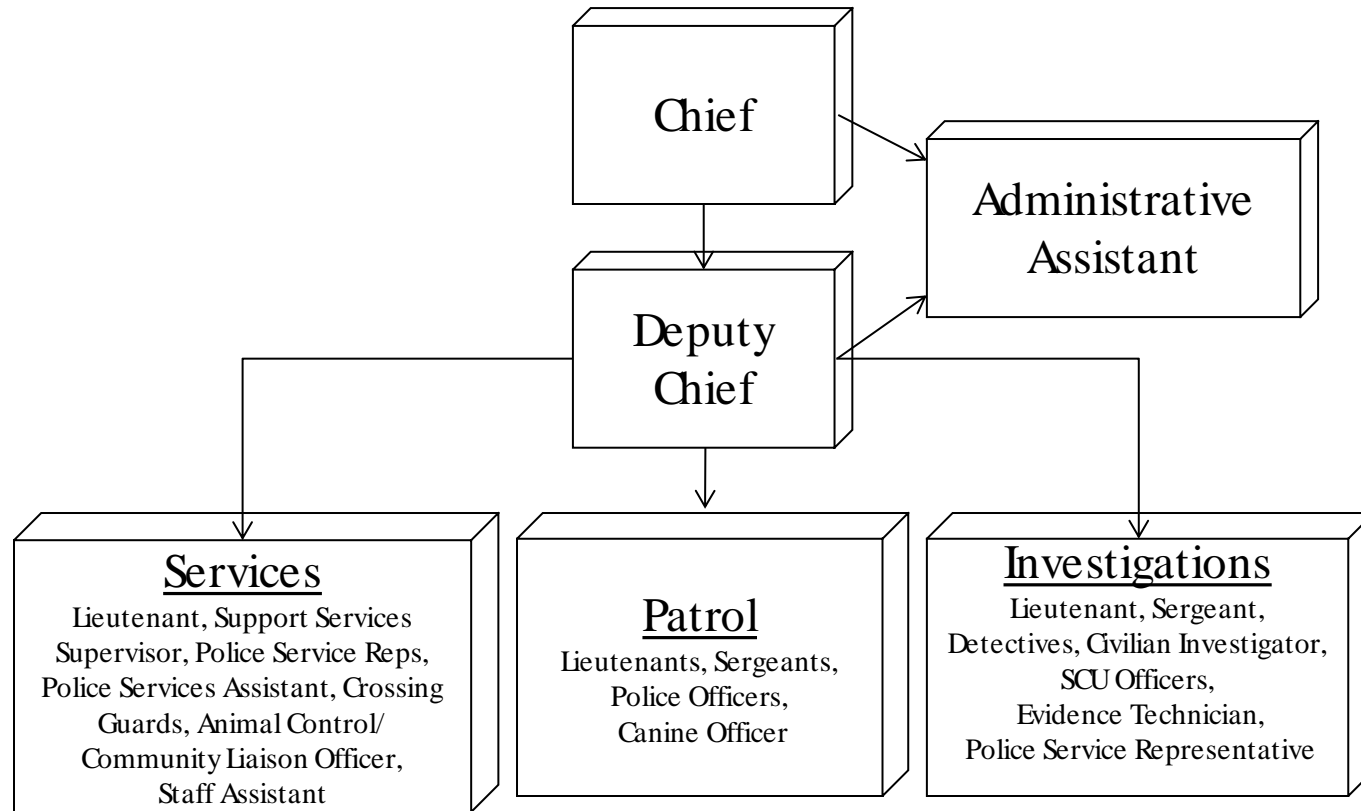 Chief
Administrative
Assistant
Deputy
Chief
Services
Lieutenant, Support Services
Supervisor, Police Service Reps,
Police Services Assistant, Crossing
Guards, Animal Control/
Community Liaison Officer,
Staff Assistant
Patrol
Lieutenants, Sergeants,
Police Officers,
Canine Officer
Investigations
Lieutenant, Sergeant,
Detectives, Civilian Investigator,
SCU Officers,
Evidence Technician,
Police Service Representative